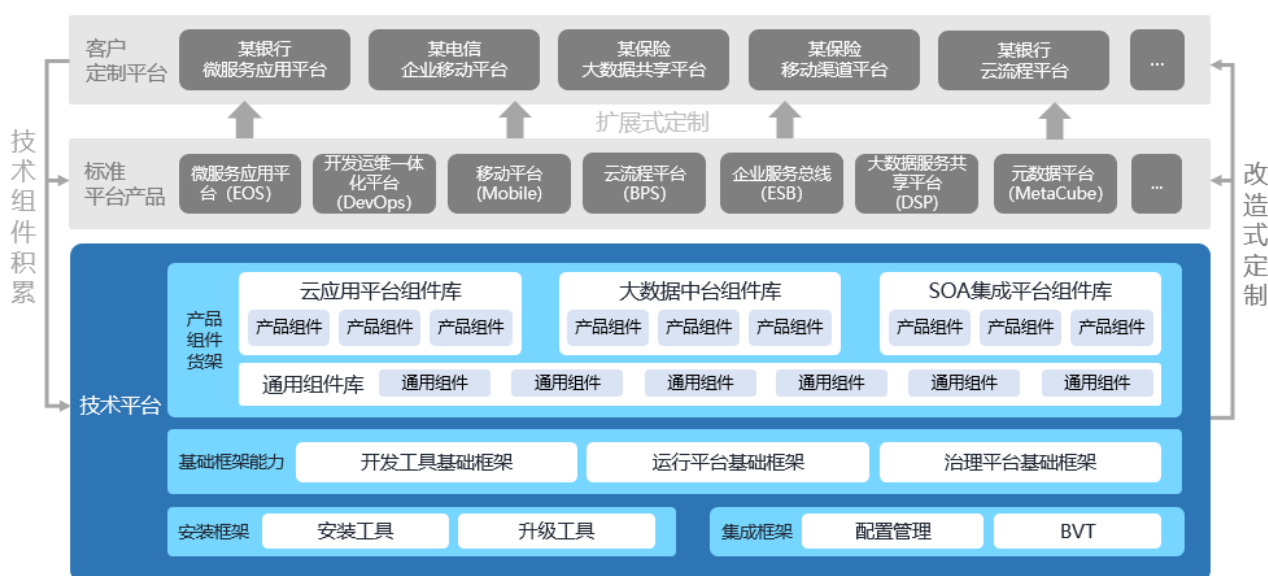 客户
定制平台
某银行
微服务应用平台
某电信
企业移动平台
某保险
大数据共享平台
某保险
移动渠道平台
某银行
云流程平台
...
扩展式定制
技术组件积累
改造式定制
标准
平台产品
微服务应用平
台 (EOS)
开发运维一体
化平台
(DevOps)
移动平台
(Mobile)
云流程平台
(BPS)
企业服务总线
(ESB)
大数据服务共
享平台
(DSP)
元数据平台
(MetaCube)
...
技术平台
产品
组件
货架
云应用平台组件库
产品组件
产品组件
产品组件
大数据中台组件库
产品组件
产品组件
产品组件
SOA集成平台组件库
产品组件
产品组件
产品组件
通用组件库
通用组件
通用组件
通用组件
通用组件
通用组件
通用组件
基础框架能力
开发工具基础框架
运行平台基础框架
治理平台基础框架
安装框架
安装工具
升级工具
集成框架
配置管理
BVT